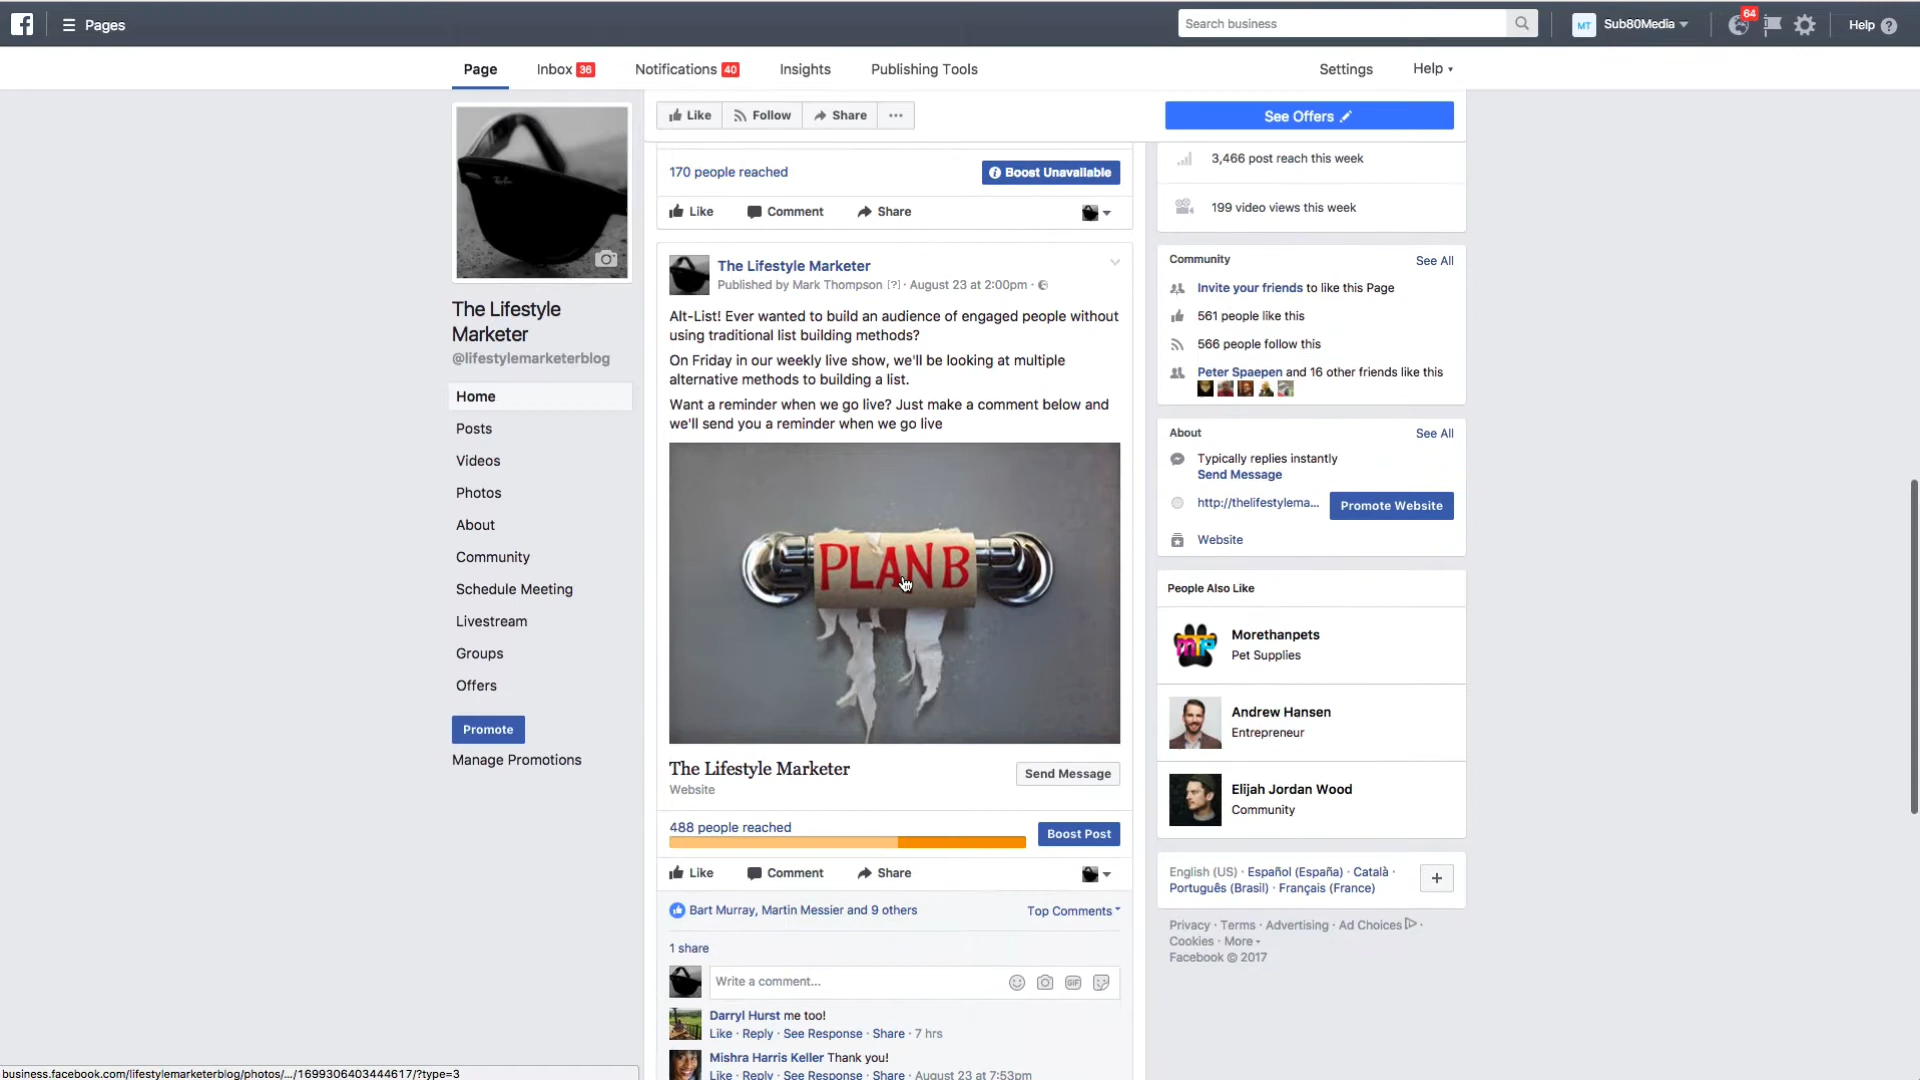 Pages
Search business
MT
Sub80Media
64
Help
Page
Inbox 36
Notifications 40
Insights
Publishing Tools
Settings
Help
Like
Follow
Share
See Offers
The Lifestyle
Marketer
@lifestylemarketerblog
Home
Posts
Videos
Photos
About
Community
Schedule Meeting
Livestream
Groups
Offers
Promote
Manage Promotions
170 people reached
Boost Unavailable
Like
Comment
Share
The Lifestyle Marketer
Published by Mark Thompson [?] · August 23 at 2:00pm ·
Alt-List! Ever wanted to build an audience of engaged people without
using traditional list building methods?
On Friday in our weekly live show, we'll be looking at multiple
alternative methods to building a list.
Want a reminder when we go live? Just make a comment below and
we'll send you a reminder when we go live
PLAN B
The Lifestyle Marketer
Website
Send Message
488 people reached
Boost Post
Like
Comment
Share
Bart Murray, Martin Messier and 9 others
Top Comments
1 share
Write a comment...
GIF
Darryl Hurst me too!
Like · Reply · See Response · Share · 7 hrs
Mishra Harris Keller Thank you!
Like · Reply · See Response · Share · August 23 at 7:53pm
3,466 post reach this week
199 video views this week
Community
See All
Invite your friends to like this Page
561 people like this
566 people follow this
Peter Spaepen and 16 other friends like this
About
See All
Typically replies instantly
Send Message
http://thelifestylema...
Promote Website
Website
People Also Like
Morethanpets
Pet Supplies
Andrew Hansen
Entrepreneur
Elijah Jordan Wood
Community
English (US) · Español (España) · Català ·
Português (Brasil) · Français (France)
Privacy · Terms · Advertising · Ad Choices ·
Cookies · More
Facebook © 2017
business.facebook.com/lifestylemarketerblog/photos/.../1699306403444617/?type=3